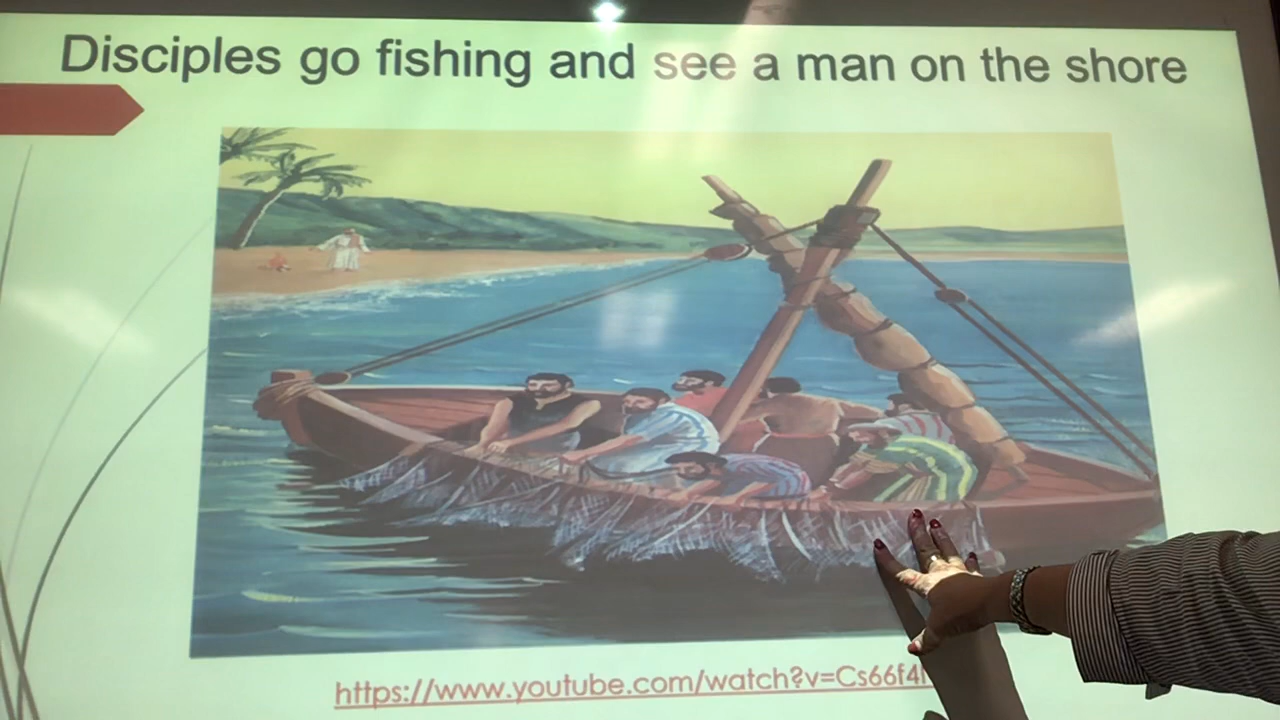 Disciples go fishing and see a man on the shore
https://www.youtube.com/watch?v=Cs66f4